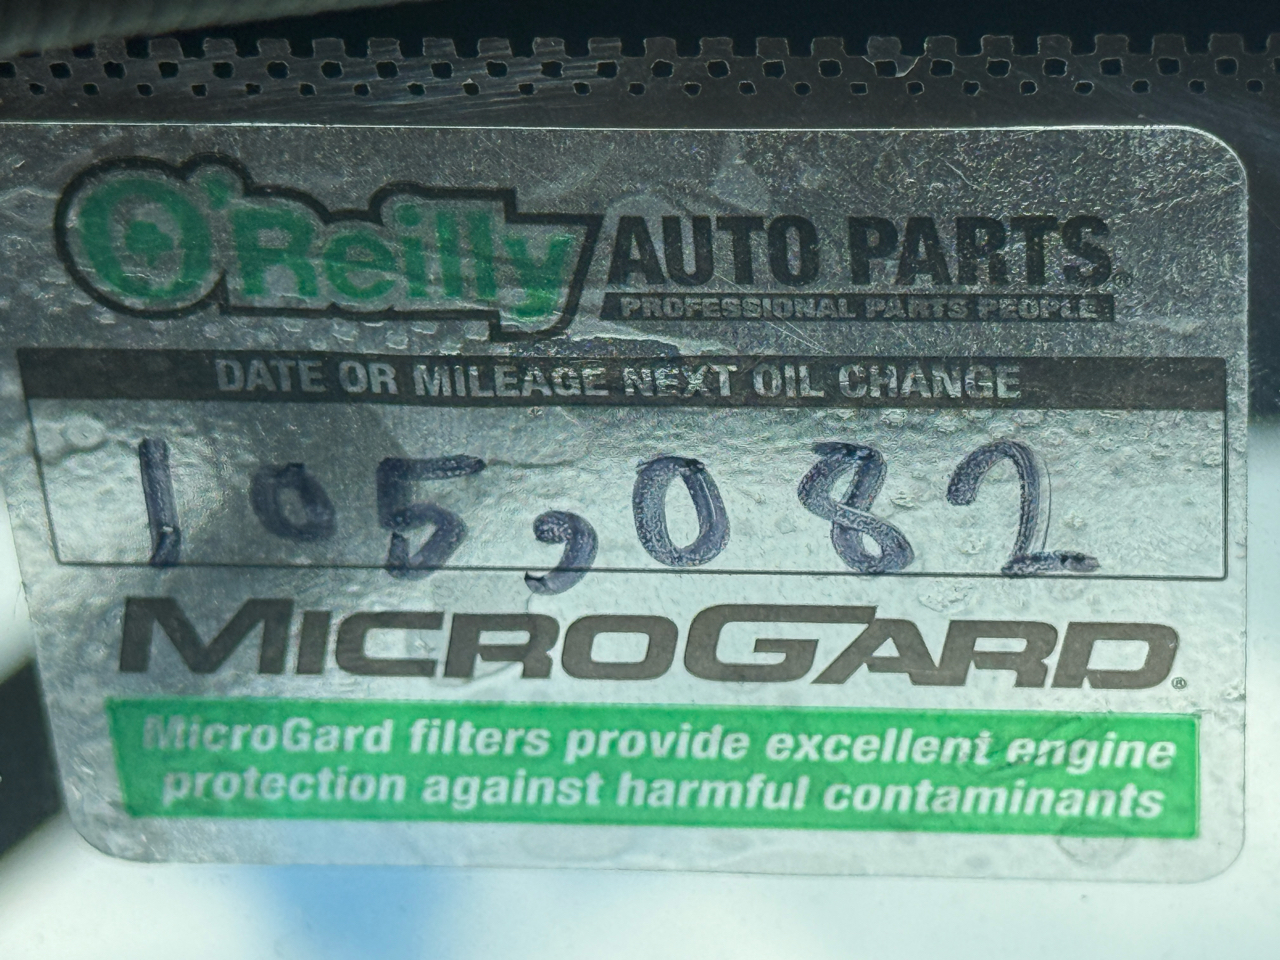 O'Reilly AUTO PARTS®
PROFESSIONAL PARTS PEOPLE
DATE OR MILEAGE NEXT OIL CHANGE
105,082
MICROGARD®
MicroGard filters provide excellent engine
protection against harmful contaminants